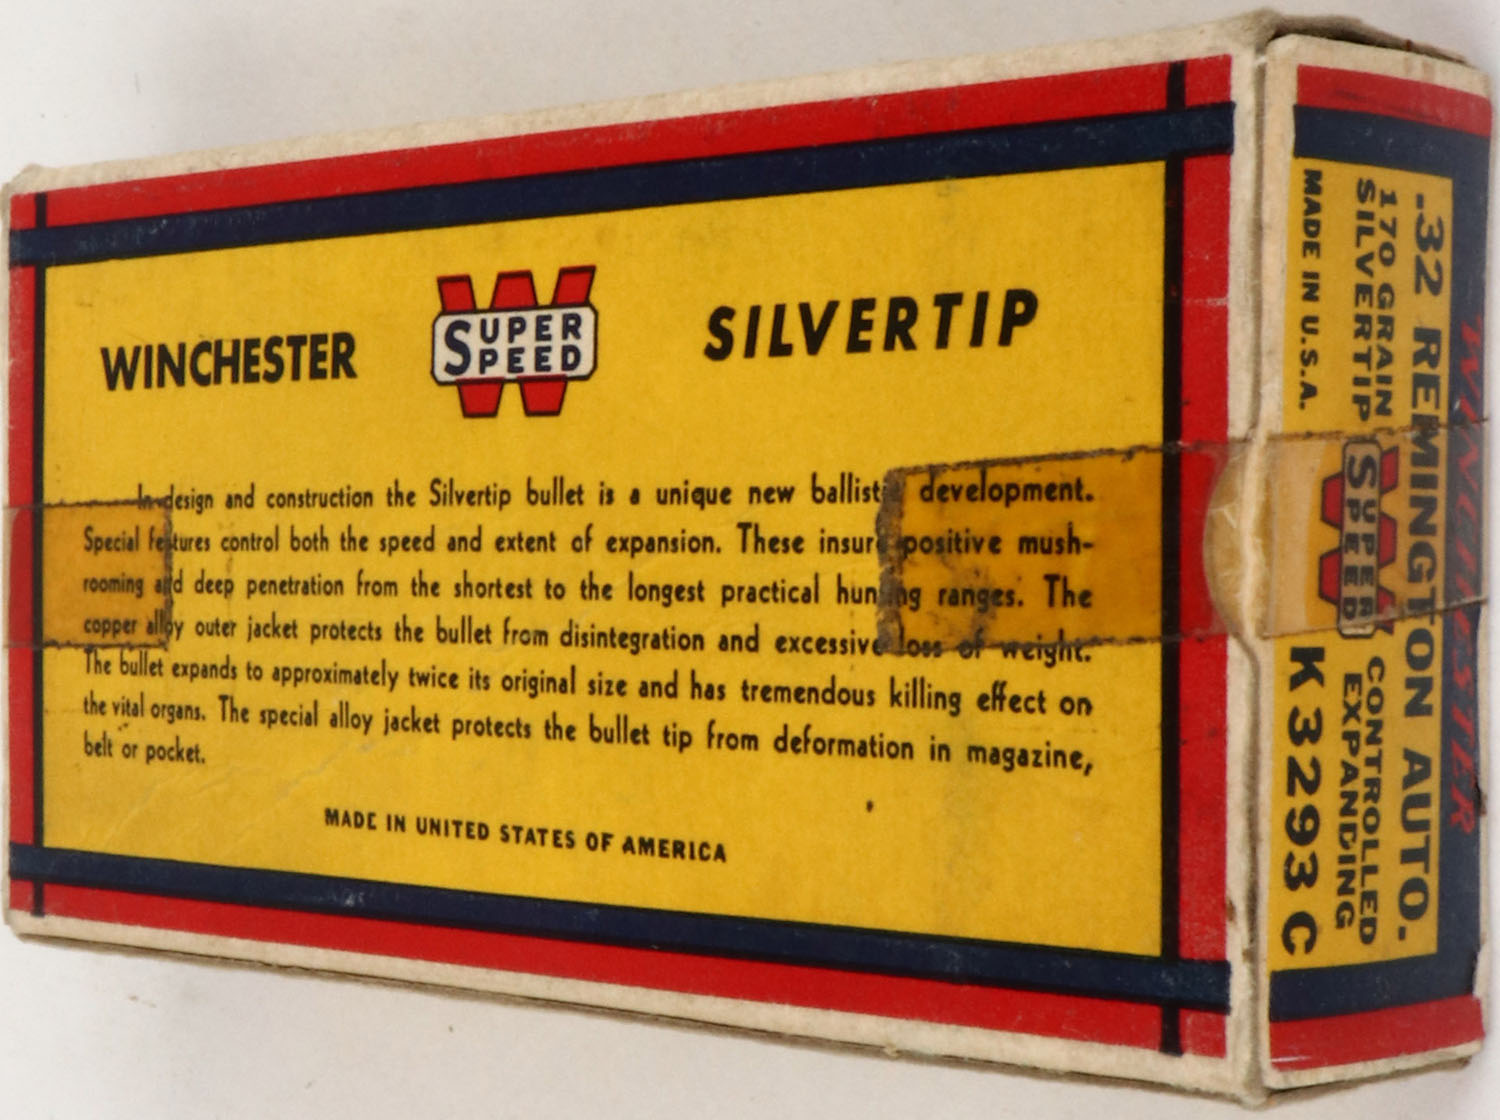 WINCHESTER
SUPER
SPEED
W
SILVERTIP
In design and construction the Silvertip bullet is a unique new ballistic development.
Special features control both the speed and extent of expansion. These insure positive mush-
rooming and deep penetration from the shortest to the longest practical hunting ranges. The
copper alloy outer jacket protects the bullet from disintegration and excessive loss of weight.
The bullet expands to approximately twice its original size and has tremendous killing effect on
the vital organs. The special alloy jacket protects the bullet tip from deformation in magazine,
belt or pocket.
MADE IN UNITED STATES OF AMERICA
WINCHESTER
.32 REMINGTON AUTO.
170 GRAIN
SILVERTIP
W
SUPER
SPEED
CONTROLLED
EXPANDING
MADE IN U.S.A.
K3293C